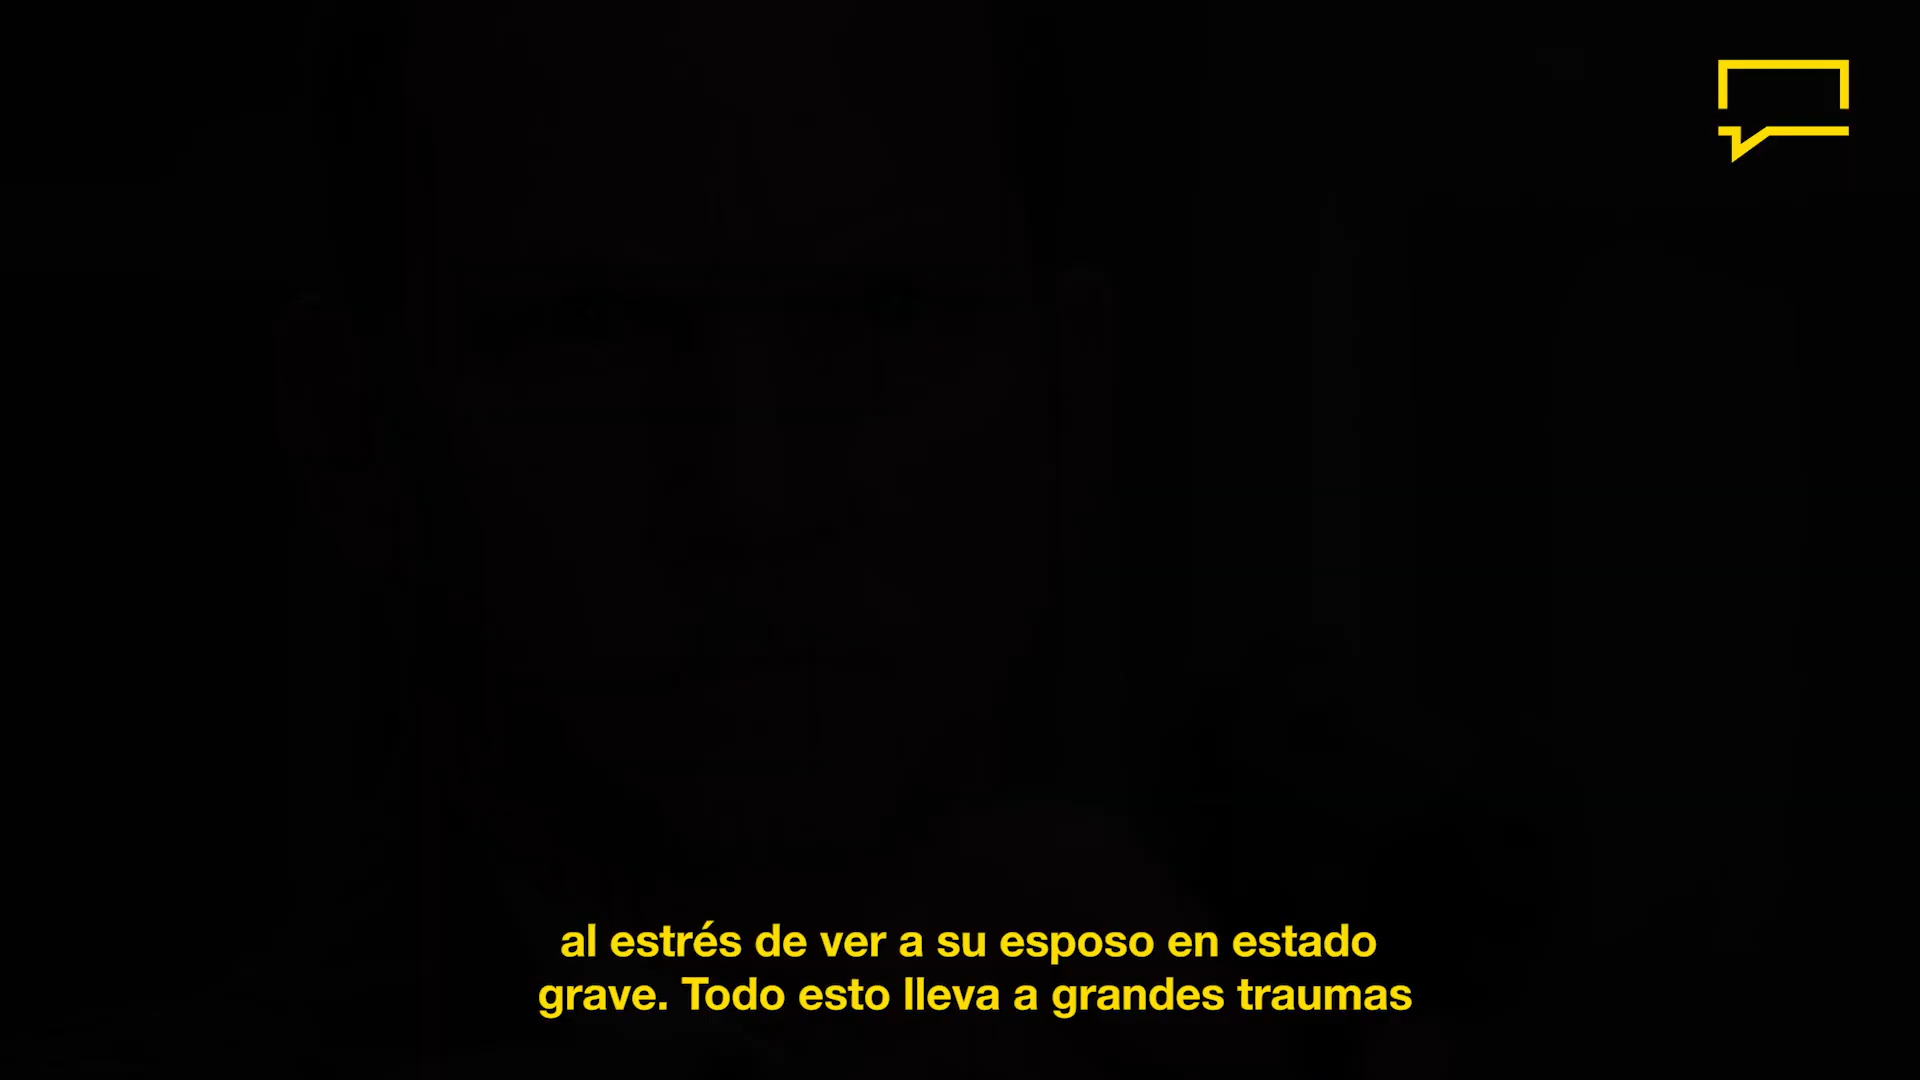 al estrés de ver a su esposo en estado
grave. Todo esto lleva a grandes traumas